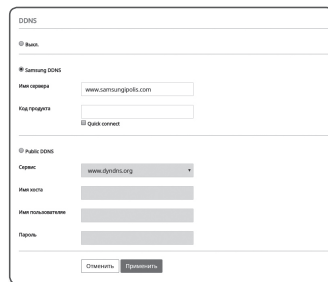 DDNS
Выкл.
Samsung DDNS
Имя сервера
www.samsungipolis.com
Код продукта
Quick connect
Public DDNS
Сервис
www.dyndns.org
Имя хоста
Имя пользователяе
Пароль
Отменить Применить